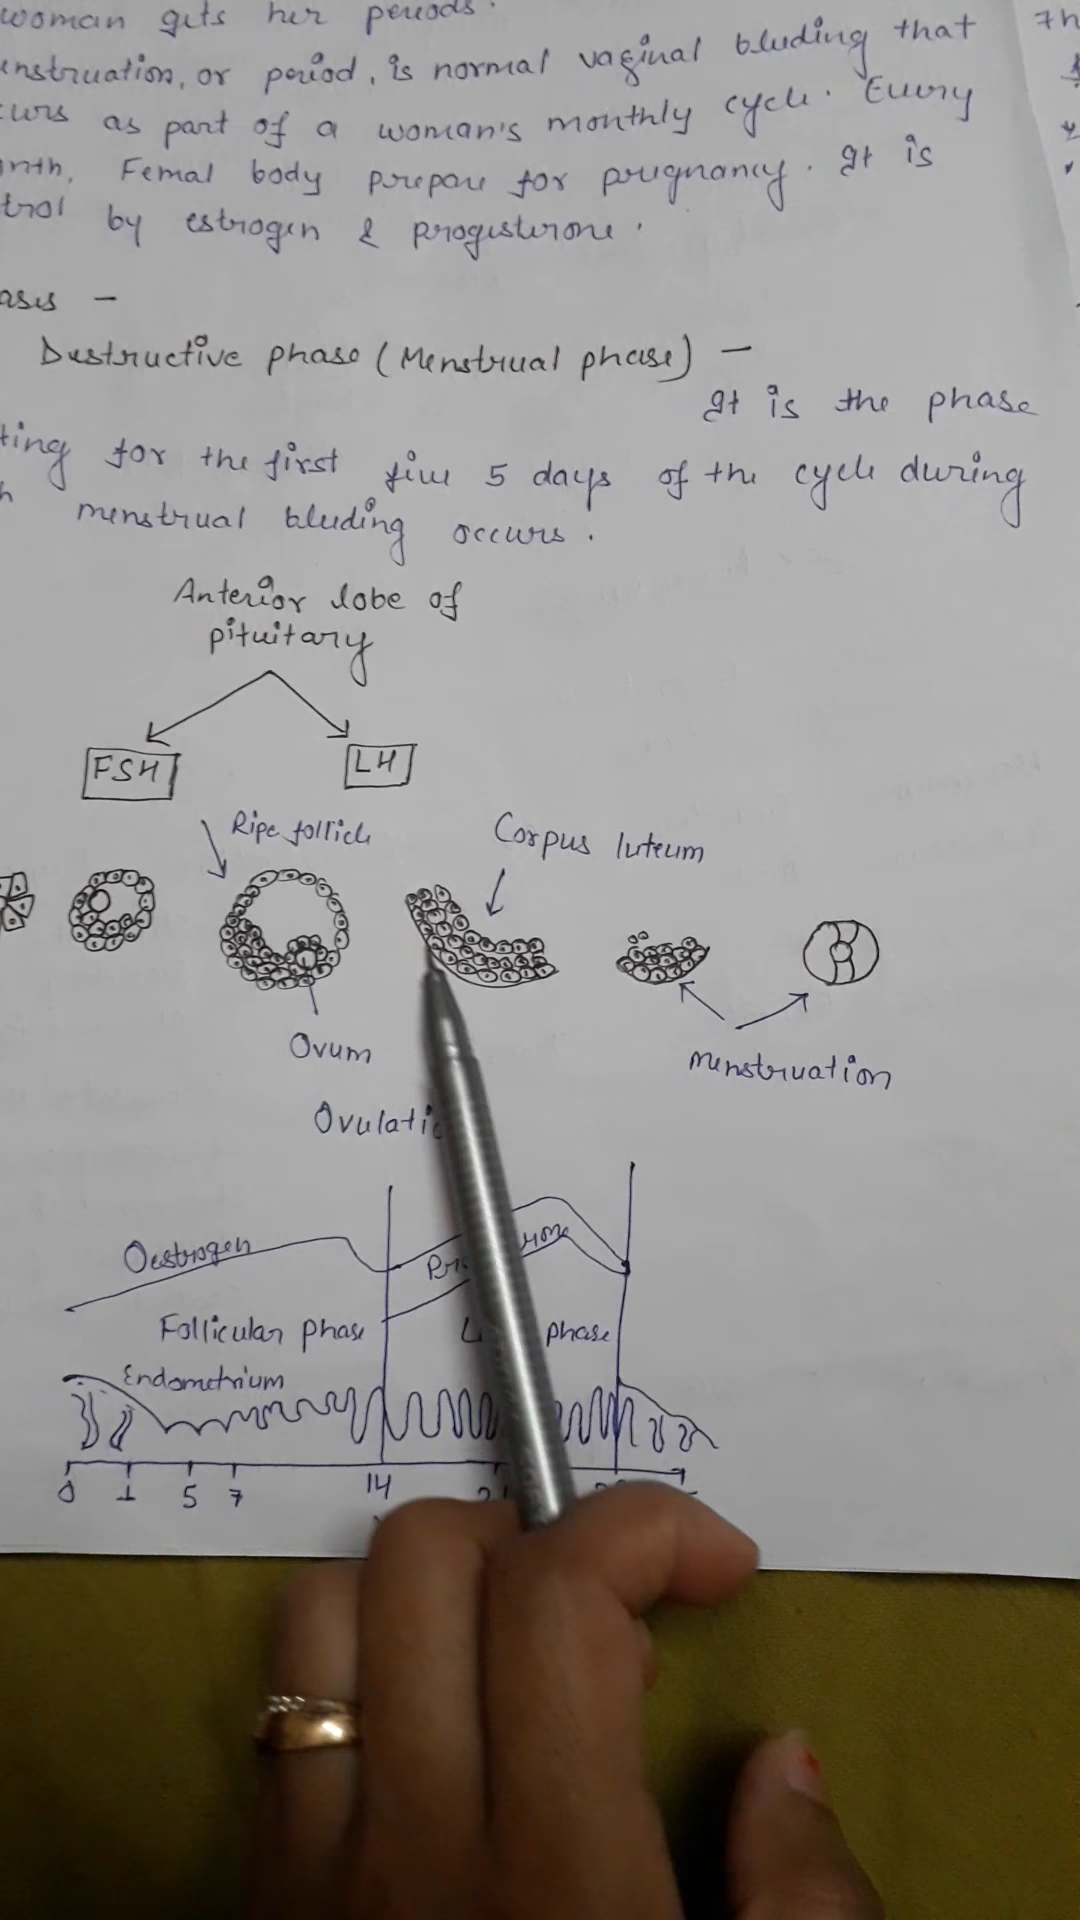 woman gets her periods.
enstruation, or period, is normal vaginal bleeding that
curs as part of a woman's monthly cycle. Every
onth, Femal body prepare for pregnancy. It is
trol by estrogen & progesterone.
ases -
Destructive phase (Menstrual phase) -
It is the phase
ting for the first five 5 days of the cycle during
h menstrual bleeding occurs.
Anterior lobe of
pituitary
FSH LH
Ripe follicle
Corpus luteum
Ovum
Menstruation
Ovulati
Oestrogen
Follicular phase phase
Endometrium
0 1 5 7 14